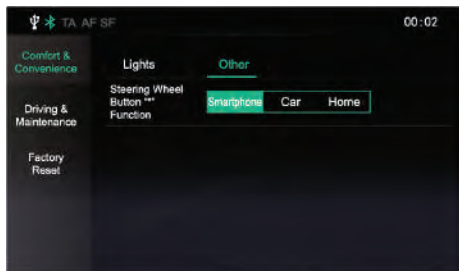 TA AF SF 00:02
Comfort &
Convenience
Lights Other
Steering Wheel
Button "*"
Function
Smartphone Car Home
Driving &
Maintenance
Factory
Reset